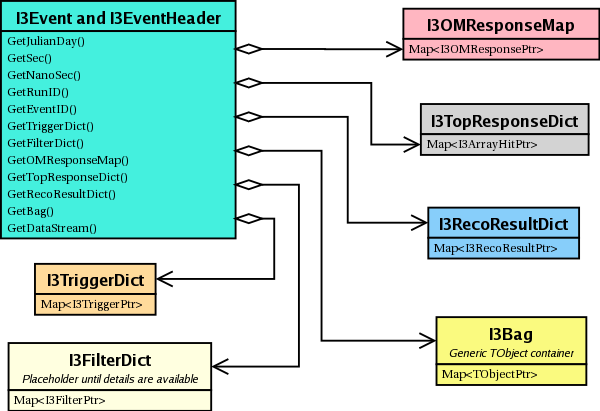 I3Event and I3EventHeader
GetJulianDay()
GetSec()
GetNanoSec()
GetRunID()
GetEventID()
GetTriggerDict()
GetFilterDict()
GetOMResponseMap()
GetTopResponseDict()
GetRecoResultDict()
GetBag()
GetDataStream()
I3OMResponseMap
Map<I3OMResponsePtr>
I3TopResponseDict
Map<I3ArrayHitPtr>
I3RecoResultDict
Map<I3RecoResultPtr>
I3TriggerDict
Map<I3TriggerPtr>
I3Bag
Generic TObject container
Map<TObjectPtr>
I3FilterDict
Placeholder until details are available
Map<I3FilterPtr>